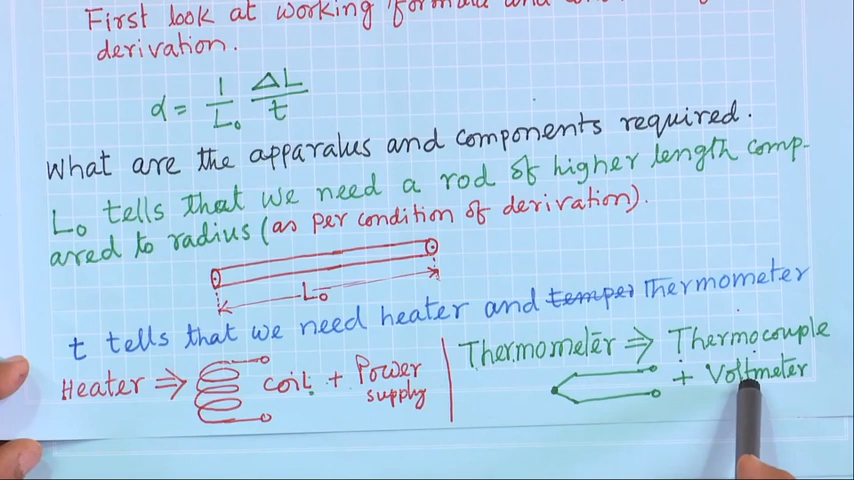 First look at working formula and
derivation.
α = 1/L₀ ΔL/t
What are the apparatus and components required.
L₀ tells that we need a rod of higher length comp-
ared to radius (as per condition of derivation).
L₀
t tells that we need heater and temper Thermometer
Heater ⇒ coil + Power supply
Thermometer ⇒ Thermocouple
+ Voltmeter